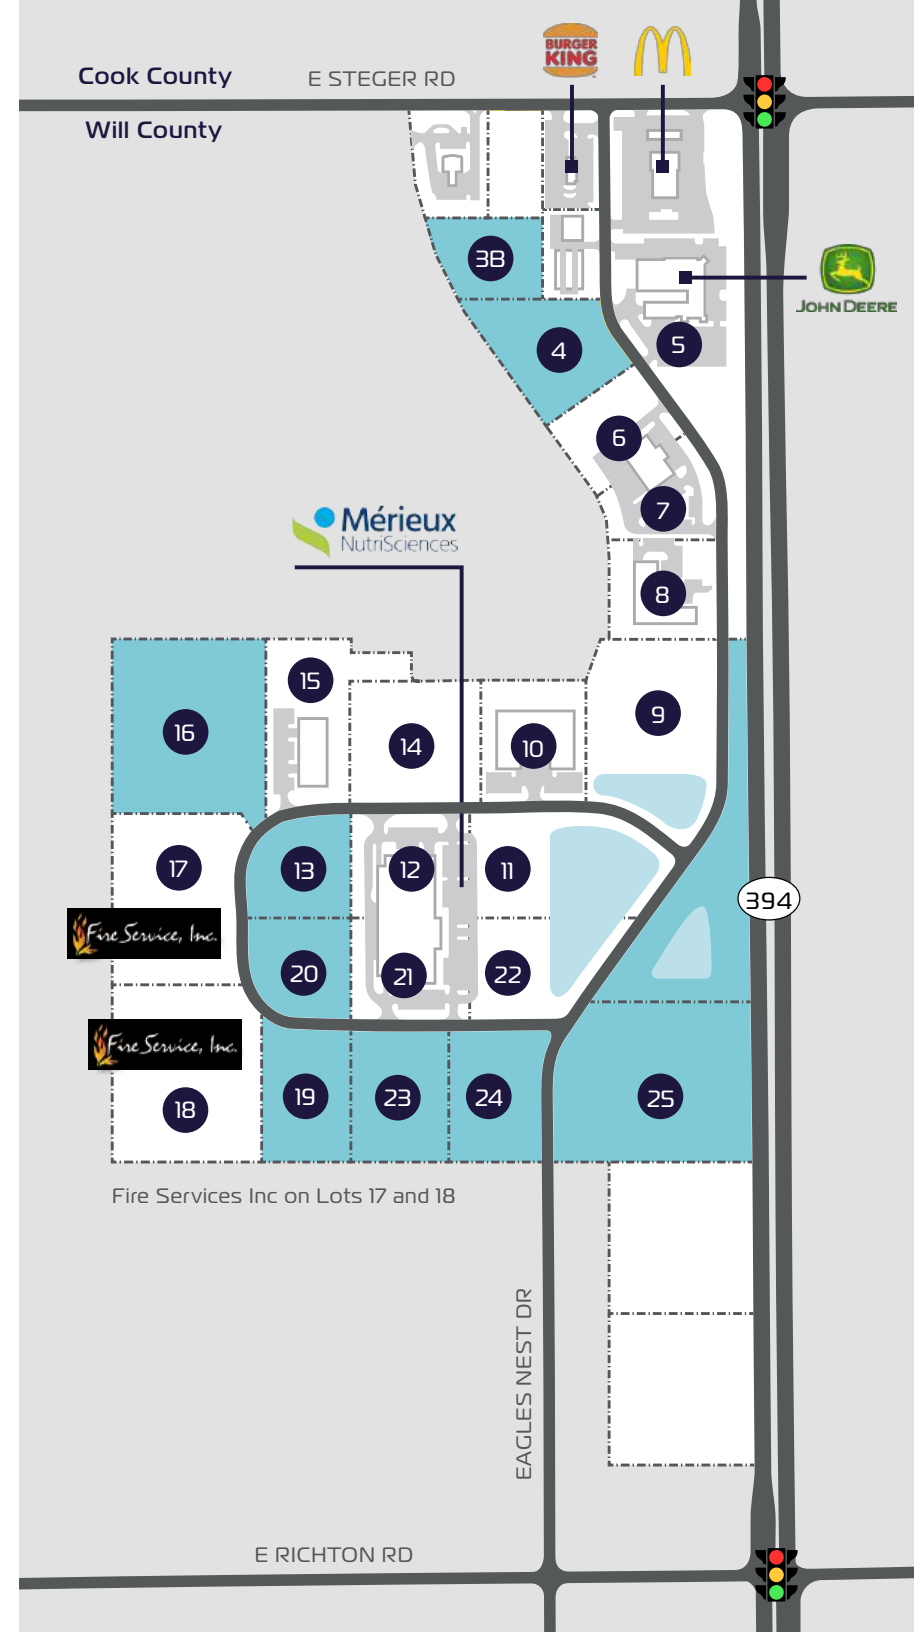 BURGER
KING
Cook County
E STEGER RD
Will County
3B
JOHN DEERE
4
5
6
7
Mérieux
NutriSciences
8
15
9
16
14
10
17
13
12
11
394
Fire Service, Inc.
20
21
22
Fire Service, Inc.
18
19
23
24
25
Fire Services Inc on Lots 17 and 18
EAGLES NEST DR
E RICHTON RD